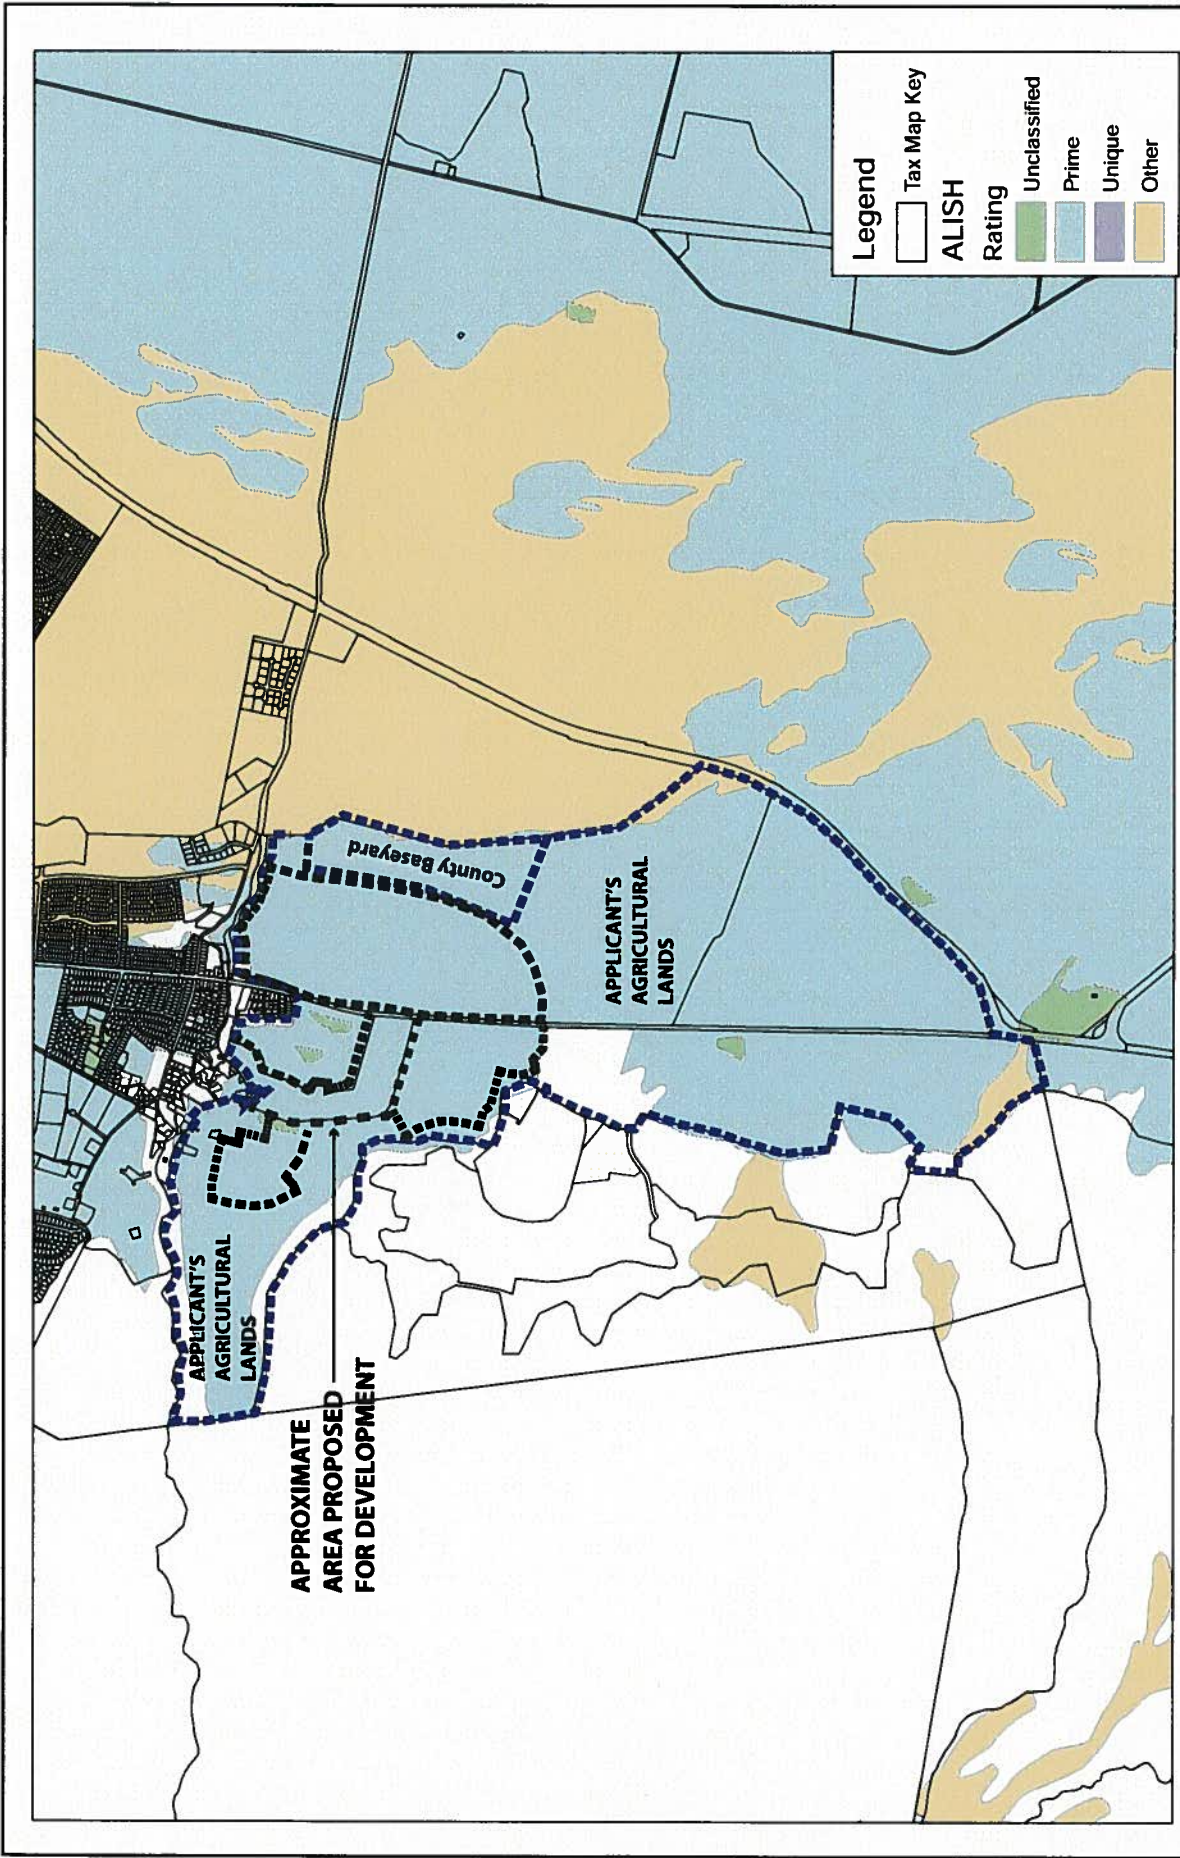 APPROXIMATE
AREA PROPOSED
FOR DEVELOPMENT
APPLICANT'S
AGRICULTURAL
LANDS
County Baseyard
APPLICANT'S
AGRICULTURAL
LANDS
Legend
Tax Map Key
ALISH
Rating
Unclassified
Prime
Unique
Other